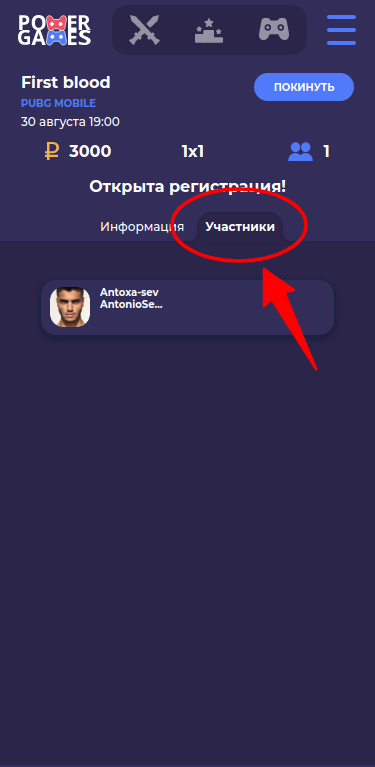 POWER
GAMES
First blood
PUBG MOBILE
30 августа 19:00
ПОКИНУТЬ
₽ 3000 1x1 1
Открыта регистрация!
Информация Участники
Antoxa-sev
AntonioSe...